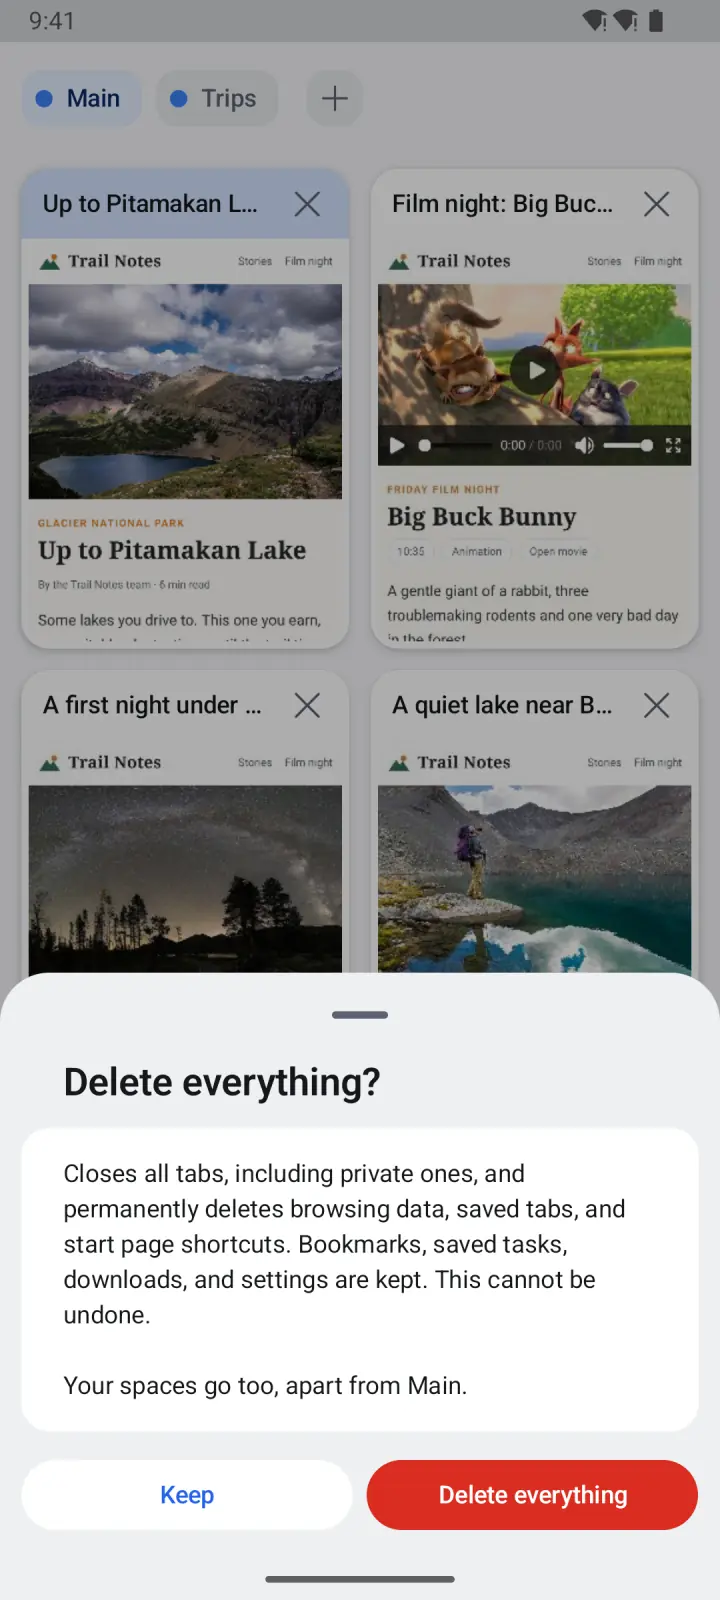 9:41
Main
Trips
Up to Pitamakan L...
Film night: Big Buc...
Trail Notes
Stories
Film night
Trail Notes
Stories
Film night
0:00 / 0:00
GLACIER NATIONAL PARK
Up to Pitamakan Lake
By the Trail Notes team · 6 min read
Some lakes you drive to. This one you earn,
FRIDAY FILM NIGHT
Big Buck Bunny
10:35
Animation
Open movie
A gentle giant of a rabbit, three
troublemaking rodents and one very bad day
in the forest
A first night under ...
A quiet lake near B...
Trail Notes
Stories
Film night
Trail Notes
Stories
Film night
Delete everything?
Closes all tabs, including private ones, and
permanently deletes browsing data, saved tabs, and
start page shortcuts. Bookmarks, saved tasks,
downloads, and settings are kept. This cannot be
undone.
Your spaces go too, apart from Main.
Keep
Delete everything